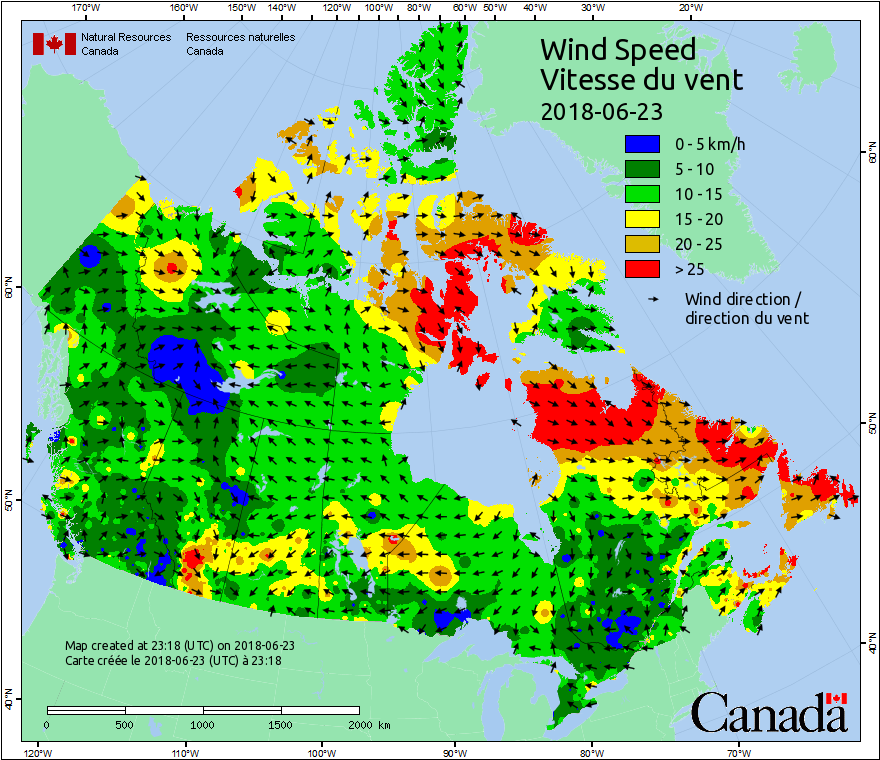 170°W 160°W 150°W 140°W 120°W 100°W 80°W 60°W 50°W 40°W 30°W 20°W
Natural Resources Ressources naturelles
Canada Canada
Wind Speed
Vitesse du vent
2018-06-23
0 - 5 km/h
5 - 10
10 - 15
15 - 20
20 - 25
> 25
Wind direction /
direction du vent
60°N
50°N
40°N
60°N
50°N
40°N
Map created at 23:18 (UTC) on 2018-06-23
Carte créée le 2018-06-23 (UTC) à 23:18
0 500 1000 1500 2000 km
Canada
120°W 110°W 100°W 90°W 80°W 70°W